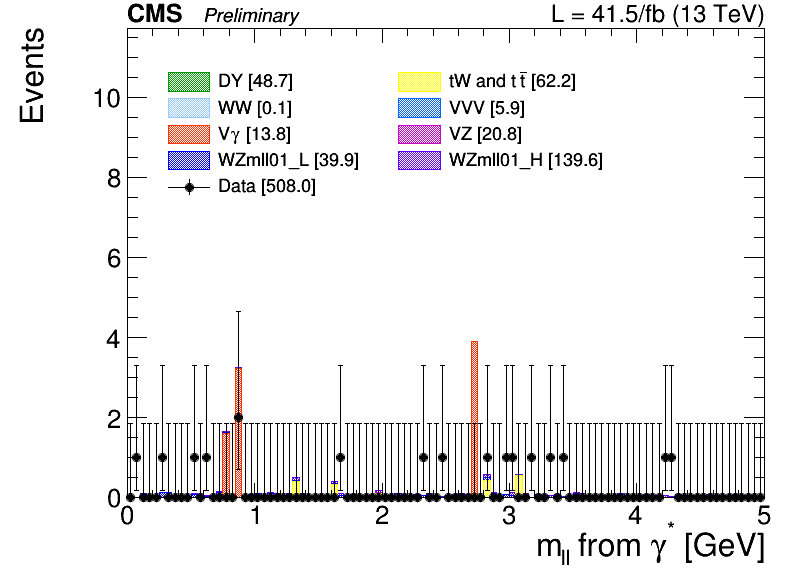 CMS Preliminary L = 41.5/fb (13 TeV)
Events
DY [48.7] tW and tt̄ [62.2]
WW [0.1] VVV [5.9]
Vγ [13.8] VZ [20.8]
WZmll01_L [39.9] WZmll01_H [139.6]
Data [508.0]
10
8
6
4
2
0
0 1 2 3 4 5
m_ll from γ* [GeV]